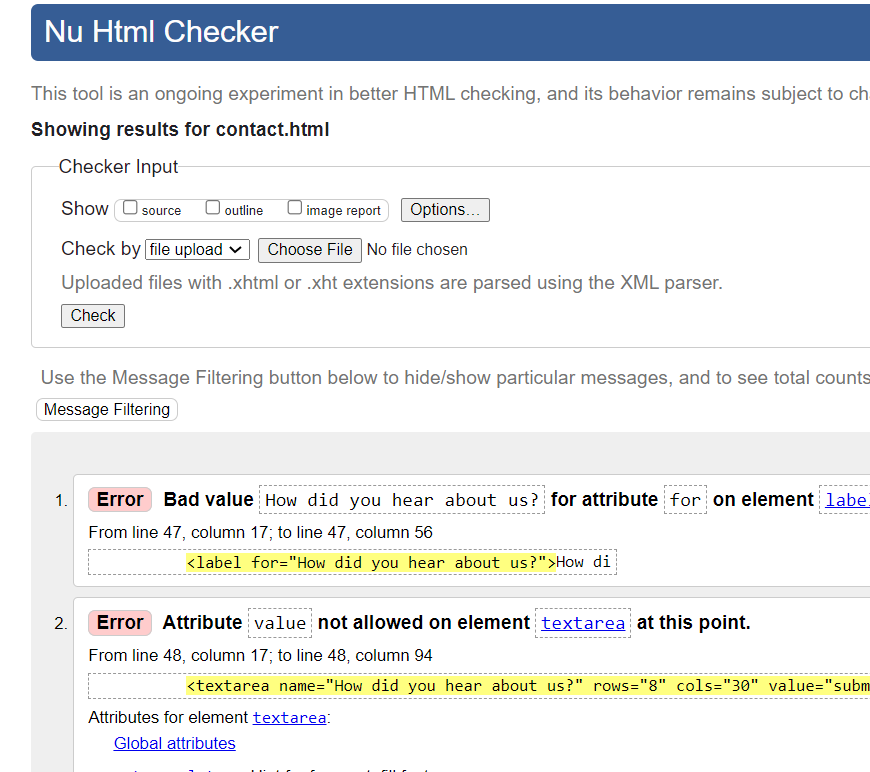 Nu Html Checker
This tool is an ongoing experiment in better HTML checking, and its behavior remains subject to ch
Showing results for contact.html
Checker Input
Show source outline image report Options...
Check by file upload Choose File No file chosen
Uploaded files with .xhtml or .xht extensions are parsed using the XML parser.
Check
Use the Message Filtering button below to hide/show particular messages, and to see total counts
Message Filtering
1. Error Bad value How did you hear about us? for attribute for on element label
From line 47, column 17; to line 47, column 56
<label for="How did you hear about us?">How di
2. Error Attribute value not allowed on element textarea at this point.
From line 48, column 17; to line 48, column 94
<textarea name="How did you hear about us?" rows="8" cols="30" value="subm
Attributes for element textarea:
Global attributes